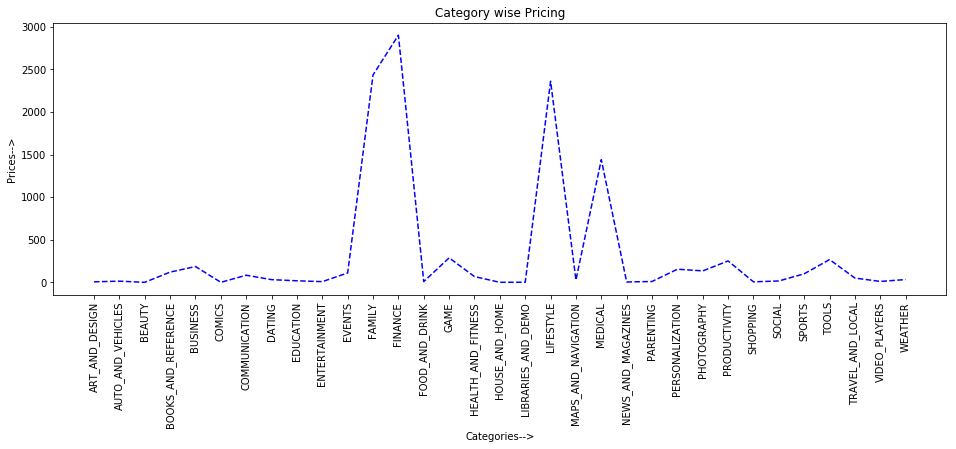 Category wise Pricing
3000
2500
2000
1500
1000
500
0
Prices-->
ART_AND_DESIGN
AUTO_AND_VEHICLES
BEAUTY
BOOKS_AND_REFERENCE
BUSINESS
COMICS
COMMUNICATION
DATING
EDUCATION
ENTERTAINMENT
EVENTS
FAMILY
FINANCE
FOOD_AND_DRINK
GAME
HEALTH_AND_FITNESS
HOUSE_AND_HOME
LIBRARIES_AND_DEMO
LIFESTYLE
MAPS_AND_NAVIGATION
MEDICAL
NEWS_AND_MAGAZINES
PARENTING
PERSONALIZATION
PHOTOGRAPHY
PRODUCTIVITY
SHOPPING
SOCIAL
SPORTS
TOOLS
TRAVEL_AND_LOCAL
VIDEO_PLAYERS
WEATHER
Categories-->